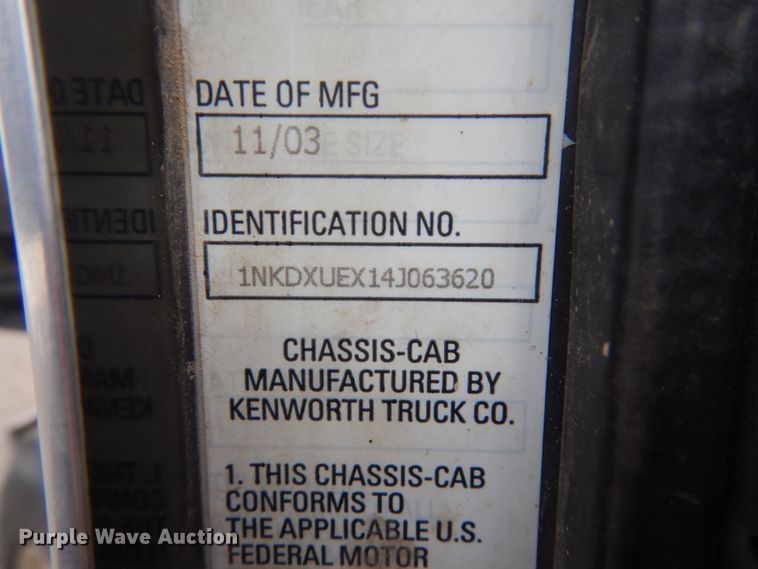 DATE OF MFG
11/03
E SIZE
IDENTIFICATION NO.
1NKDXUEX14J063620
CHASSIS-CAB
MANUFACTURED BY
KENWORTH TRUCK CO.
1. THIS CHASSIS-CAB
CONFORMS TO
THE APPLICABLE U.S.
FEDERAL MOTOR
Purple Wave Auction